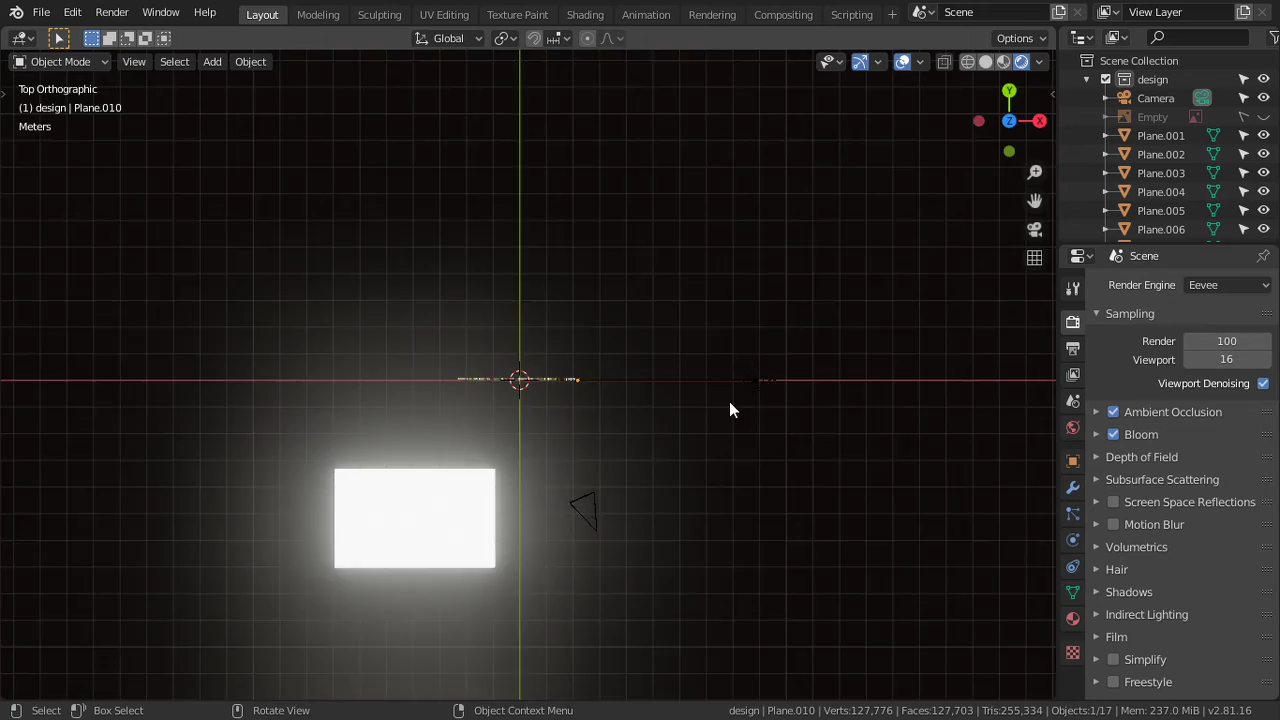 File Edit Render Window Help Layout Modeling Sculpting UV Editing Texture Paint Shading Animation Rendering Compositing Scripting + Scene View Layer
Global Options
Object Mode View Select Add Object
Top Orthographic
(1) design | Plane.010
Meters
Y
Z X
Scene Collection
design
Camera
Empty
Plane.001
Plane.002
Plane.003
Plane.004
Plane.005
Plane.006
Scene
Render Engine Eevee
Sampling
Render 100
Viewport 16
Viewport Denoising
Ambient Occlusion
Bloom
Depth of Field
Subsurface Scattering
Screen Space Reflections
Motion Blur
Volumetrics
Hair
Shadows
Indirect Lighting
Film
Simplify
Freestyle
Select Box Select Rotate View Object Context Menu design | Plane.010 | Verts:127,776 | Faces:127,703 | Tris:255,334 | Objects:1/17 | Mem: 237.0 MiB | v2.81.16